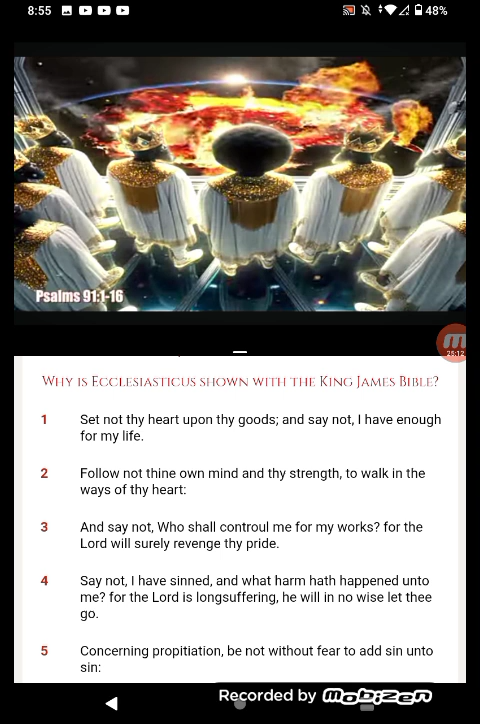 8:55
48%
Psalms 91:1-16
25:12
WHY IS ECCLESIASTICUS SHOWN WITH THE KING JAMES BIBLE?
1 Set not thy heart upon thy goods; and say not, I have enough
for my life.
2 Follow not thine own mind and thy strength, to walk in the
ways of thy heart:
3 And say not, Who shall controul me for my works? for the
Lord will surely revenge thy pride.
4 Say not, I have sinned, and what harm hath happened unto
me? for the Lord is longsuffering, he will in no wise let thee
go.
5 Concerning propitiation, be not without fear to add sin unto
sin:
Recorded by mobizen